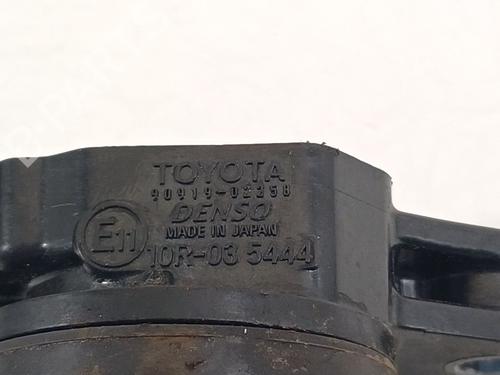 TOYOTA
90919-02258
DENSO
MADE IN JAPAN
E11
10R-03 5444